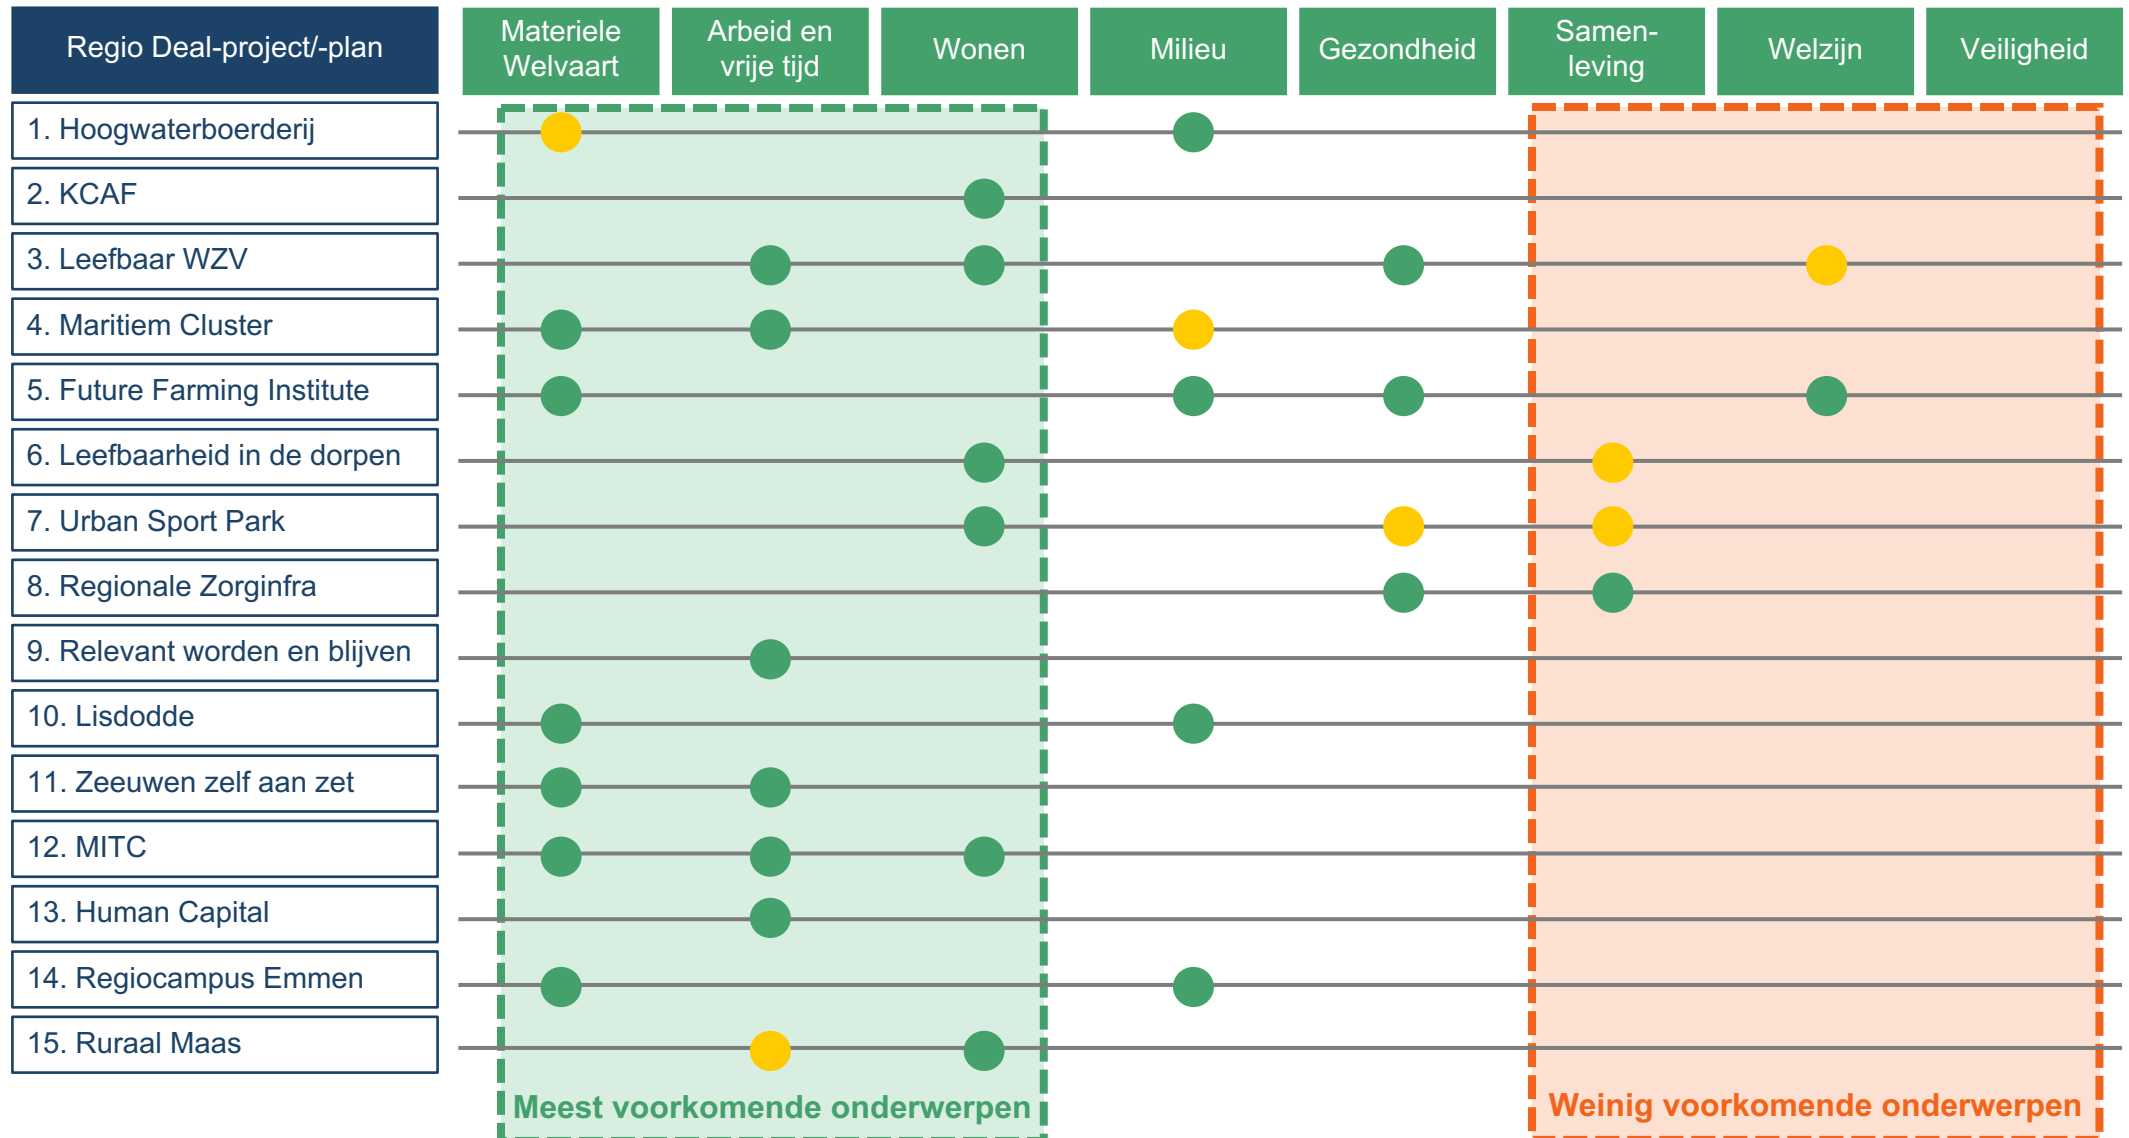 Regio Deal-project/-plan
Materiele
Welvaart
Arbeid en
vrije tijd
Wonen
Milieu
Gezondheid
Samen-
leving
Welzijn
Veiligheid
1. Hoogwaterboerderij
2. KCAF
3. Leefbaar WZV
4. Maritiem Cluster
5. Future Farming Institute
6. Leefbaarheid in de dorpen
7. Urban Sport Park
8. Regionale Zorginfra
9. Relevant worden en blijven
10. Lisdodde
11. Zeeuwen zelf aan zet
12. MITC
13. Human Capital
14. Regiocampus Emmen
15. Ruraal Maas
Meest voorkomende onderwerpen
Weinig voorkomende onderwerpen